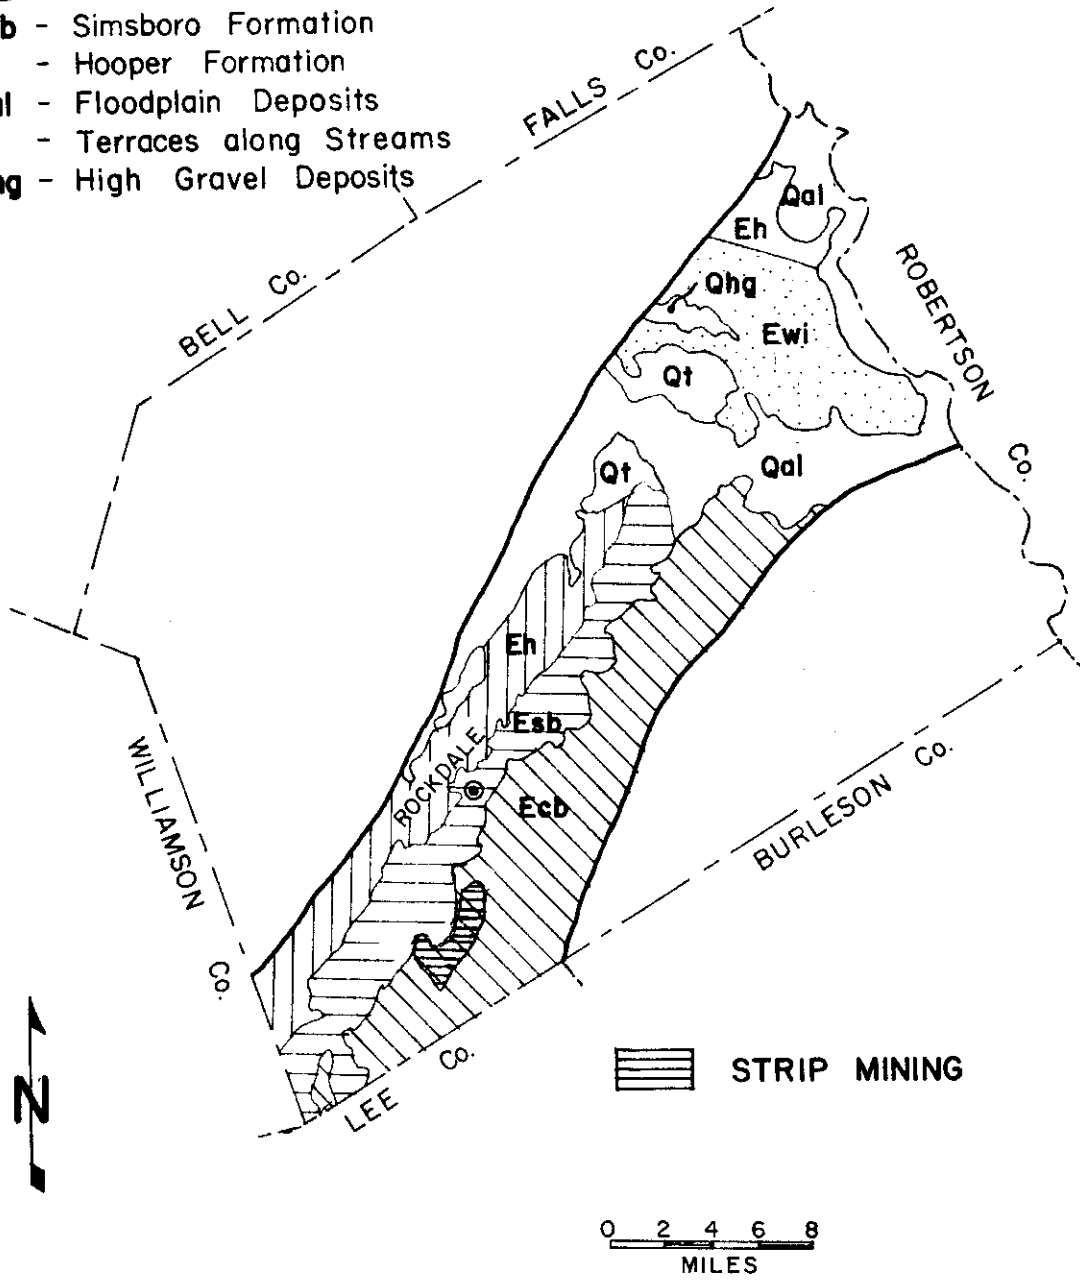 b - Simsboro Formation
- Hooper Formation
al - Floodplain Deposits
- Terraces along Streams
hg - High Gravel Deposits
FALLS Co.
BELL Co.
Qal
Eh
Qhg
ROBERTSON Co.
Ewi
Qt
Qt
Qal
Eh
Esb
ROCKDALE
Ecb
WILLIAMSON Co.
BURLESON Co.
LEE Co.
N
STRIP MINING
0 2 4 6 8
MILES